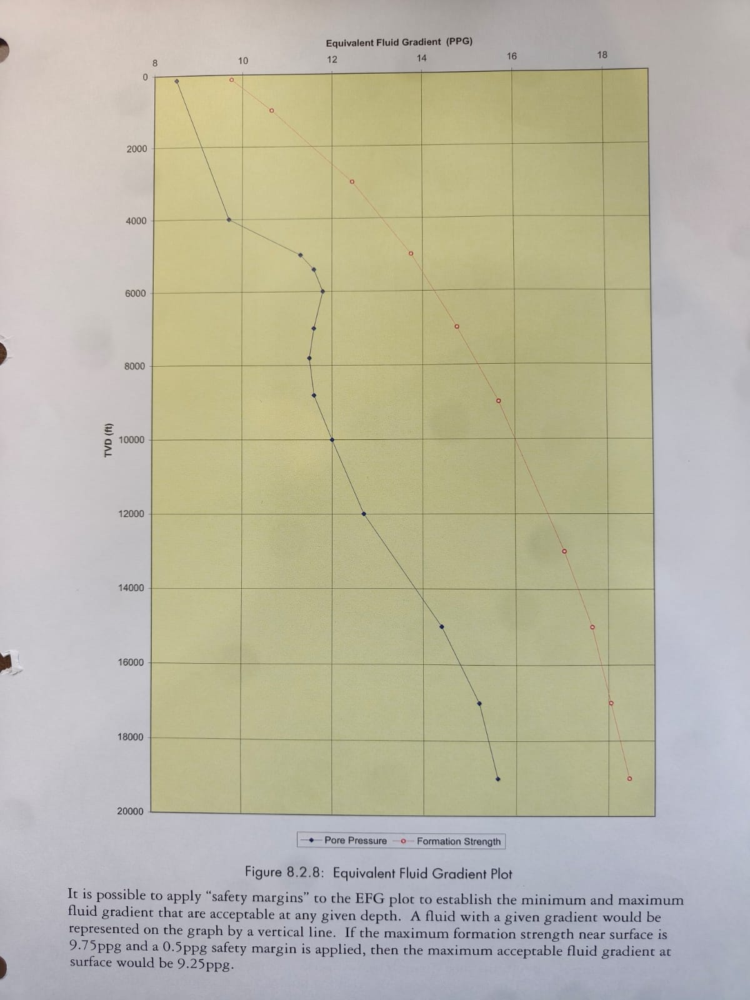 Equivalent Fluid Gradient (PPG)
8 10 12 14 16 18
0
2000
4000
6000
8000
TVD (ft)
10000
12000
14000
16000
18000
20000
Pore Pressure Formation Strength
Figure 8.2.8: Equivalent Fluid Gradient Plot
It is possible to apply “safety margins” to the EFG plot to establish the minimum and maximum
fluid gradient that are acceptable at any given depth. A fluid with a given gradient would be
represented on the graph by a vertical line. If the maximum formation strength near surface is
9.75ppg and a 0.5ppg safety margin is applied, then the maximum acceptable fluid gradient at
surface would be 9.25ppg.